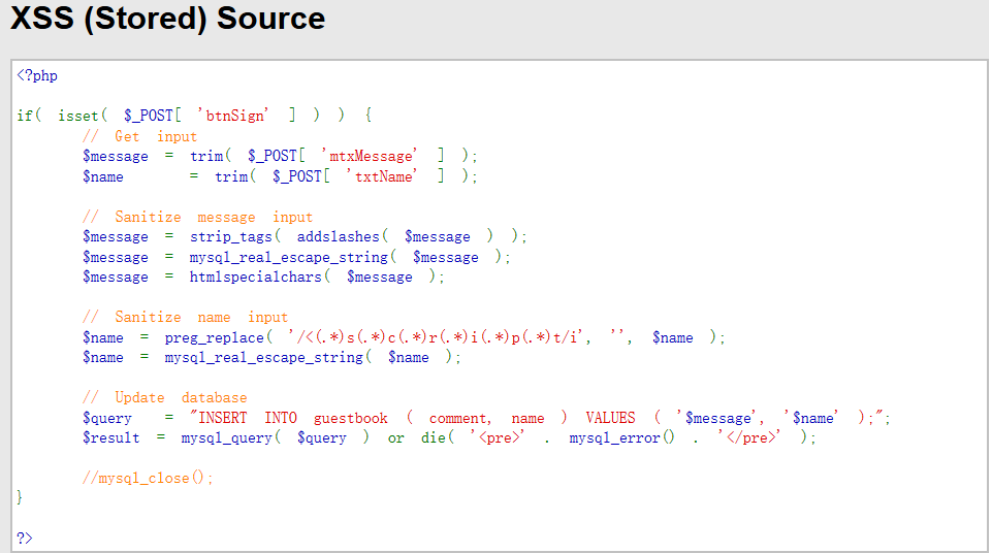 XSS (Stored) Source
<?php
if( isset( $_POST[ 'btnSign' ] ) ) {
// Get input
$message = trim( $_POST[ 'mtxMessage' ] );
$name = trim( $_POST[ 'txtName' ] );
// Sanitize message input
$message = strip_tags( addslashes( $message ) );
$message = mysql_real_escape_string( $message );
$message = htmlspecialchars( $message );
// Sanitize name input
$name = preg_replace( '/<(.*)s(.*)c(.*)r(.*)i(.*)p(.*)t/i', '', $name );
$name = mysql_real_escape_string( $name );
// Update database
$query = "INSERT INTO guestbook ( comment, name ) VALUES ( '$message', '$name' );";
$result = mysql_query( $query ) or die( '<pre>' . mysql_error() . '</pre>' );
//mysql_close();
}
?>